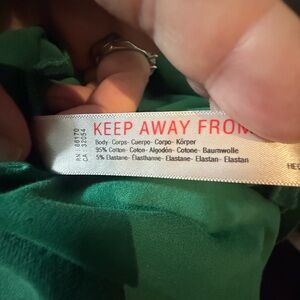 KEEP AWAY FROM
Body- Corps- Cuerpo- Corpo- Körper
95% Cotton- Coton- Algodón- Cotone- Baumwolle
5% Elastane- Élasthanne- Elastane- Elastan- Elastan